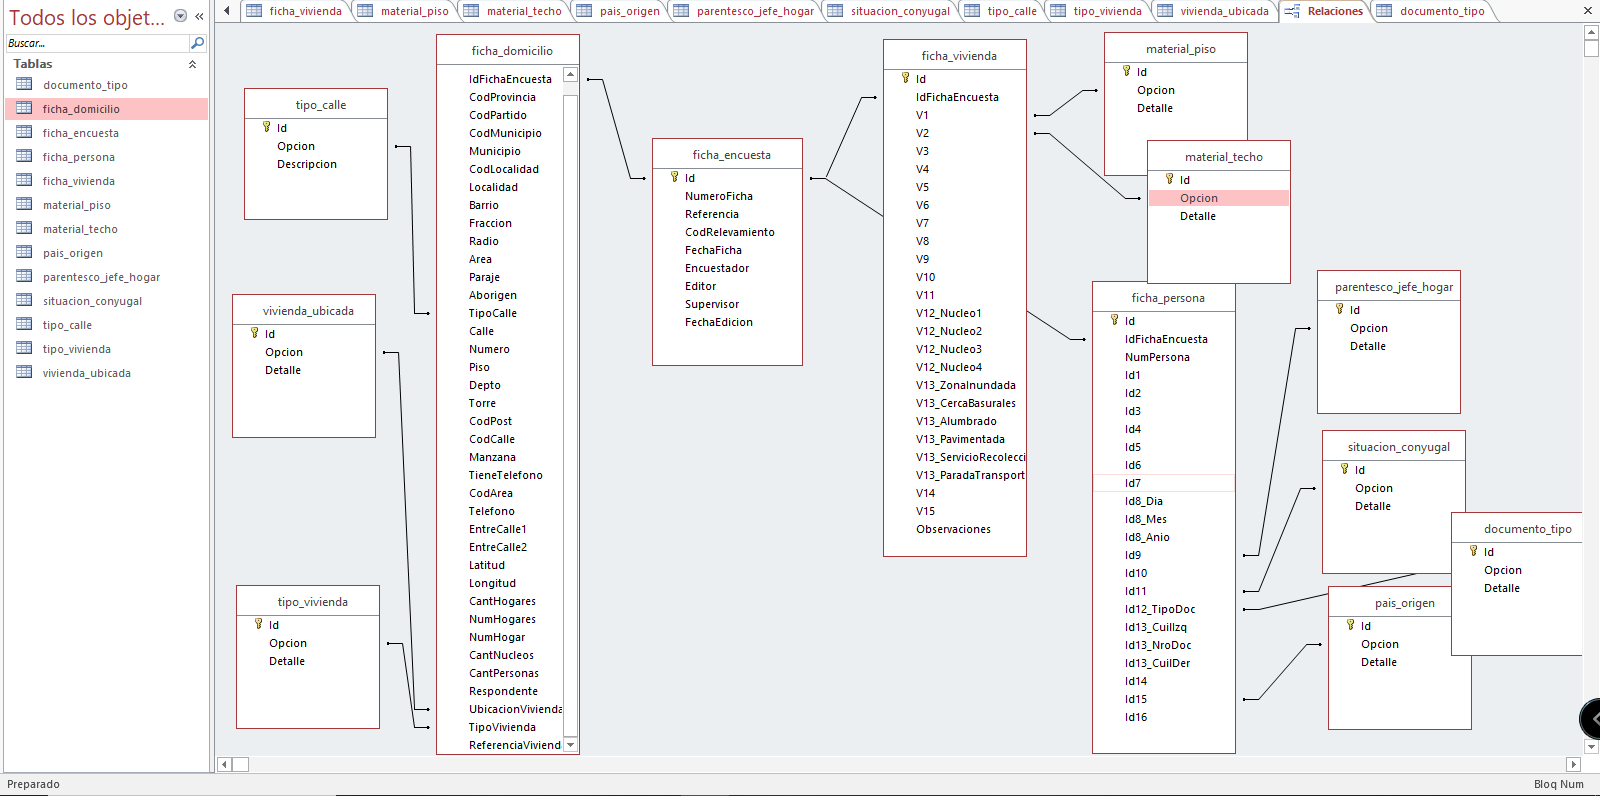 Todos los objet...
Buscar...
Tablas
documento_tipo
ficha_domicilio
ficha_encuesta
ficha_persona
ficha_vivienda
material_piso
material_techo
pais_origen
parentesco_jefe_hogar
situacion_conyugal
tipo_calle
tipo_vivienda
vivienda_ubicada
ficha_vivienda
material_piso
material_techo
pais_origen
parentesco_jefe_hogar
situacion_conyugal
tipo_calle
tipo_vivienda
vivienda_ubicada
Relaciones
documento_tipo
tipo_calle
Id
Opcion
Descripcion
vivienda_ubicada
Id
Opcion
Detalle
tipo_vivienda
Id
Opcion
Detalle
ficha_domicilio
IdFichaEncuesta
CodProvincia
CodPartido
CodMunicipio
Municipio
CodLocalidad
Localidad
Barrio
Fraccion
Radio
Area
Paraje
Aborigen
TipoCalle
Calle
Numero
Piso
Depto
Torre
CodPost
CodCalle
Manzana
TieneTelefono
CodArea
Telefono
EntreCalle1
EntreCalle2
Latitud
Longitud
CantHogares
NumHogares
NumHogar
CantNucleos
CantPersonas
Respondente
UbicacionVivienda
TipoVivienda
ReferenciaViviend
ficha_encuesta
Id
NumeroFicha
Referencia
CodRelevamiento
FechaFicha
Encuestador
Editor
Supervisor
FechaEdicion
ficha_vivienda
Id
IdFichaEncuesta
V1
V2
V3
V4
V5
V6
V7
V8
V9
V10
V11
V12_Nucleo1
V12_Nucleo2
V12_Nucleo3
V12_Nucleo4
V13_ZonaInundada
V13_CercaBasurales
V13_Alumbrado
V13_Pavimentada
V13_ServicioRecolecci
V13_ParadaTransport
V14
V15
Observaciones
material_piso
Id
Opcion
Detalle
material_techo
Id
Opcion
Detalle
ficha_persona
Id
IdFichaEncuesta
NumPersona
Id1
Id2
Id3
Id4
Id5
Id6
Id7
Id8_Dia
Id8_Mes
Id8_Anio
Id9
Id10
Id11
Id12_TipoDoc
Id13_CuilIzq
Id13_NroDoc
Id13_CuilDer
Id14
Id15
Id16
parentesco_jefe_hogar
Id
Opcion
Detalle
situacion_conyugal
Id
Opcion
Detalle
documento_tipo
Id
Opcion
Detalle
pais_origen
Id
Opcion
Detalle
Preparado
Bloq Num